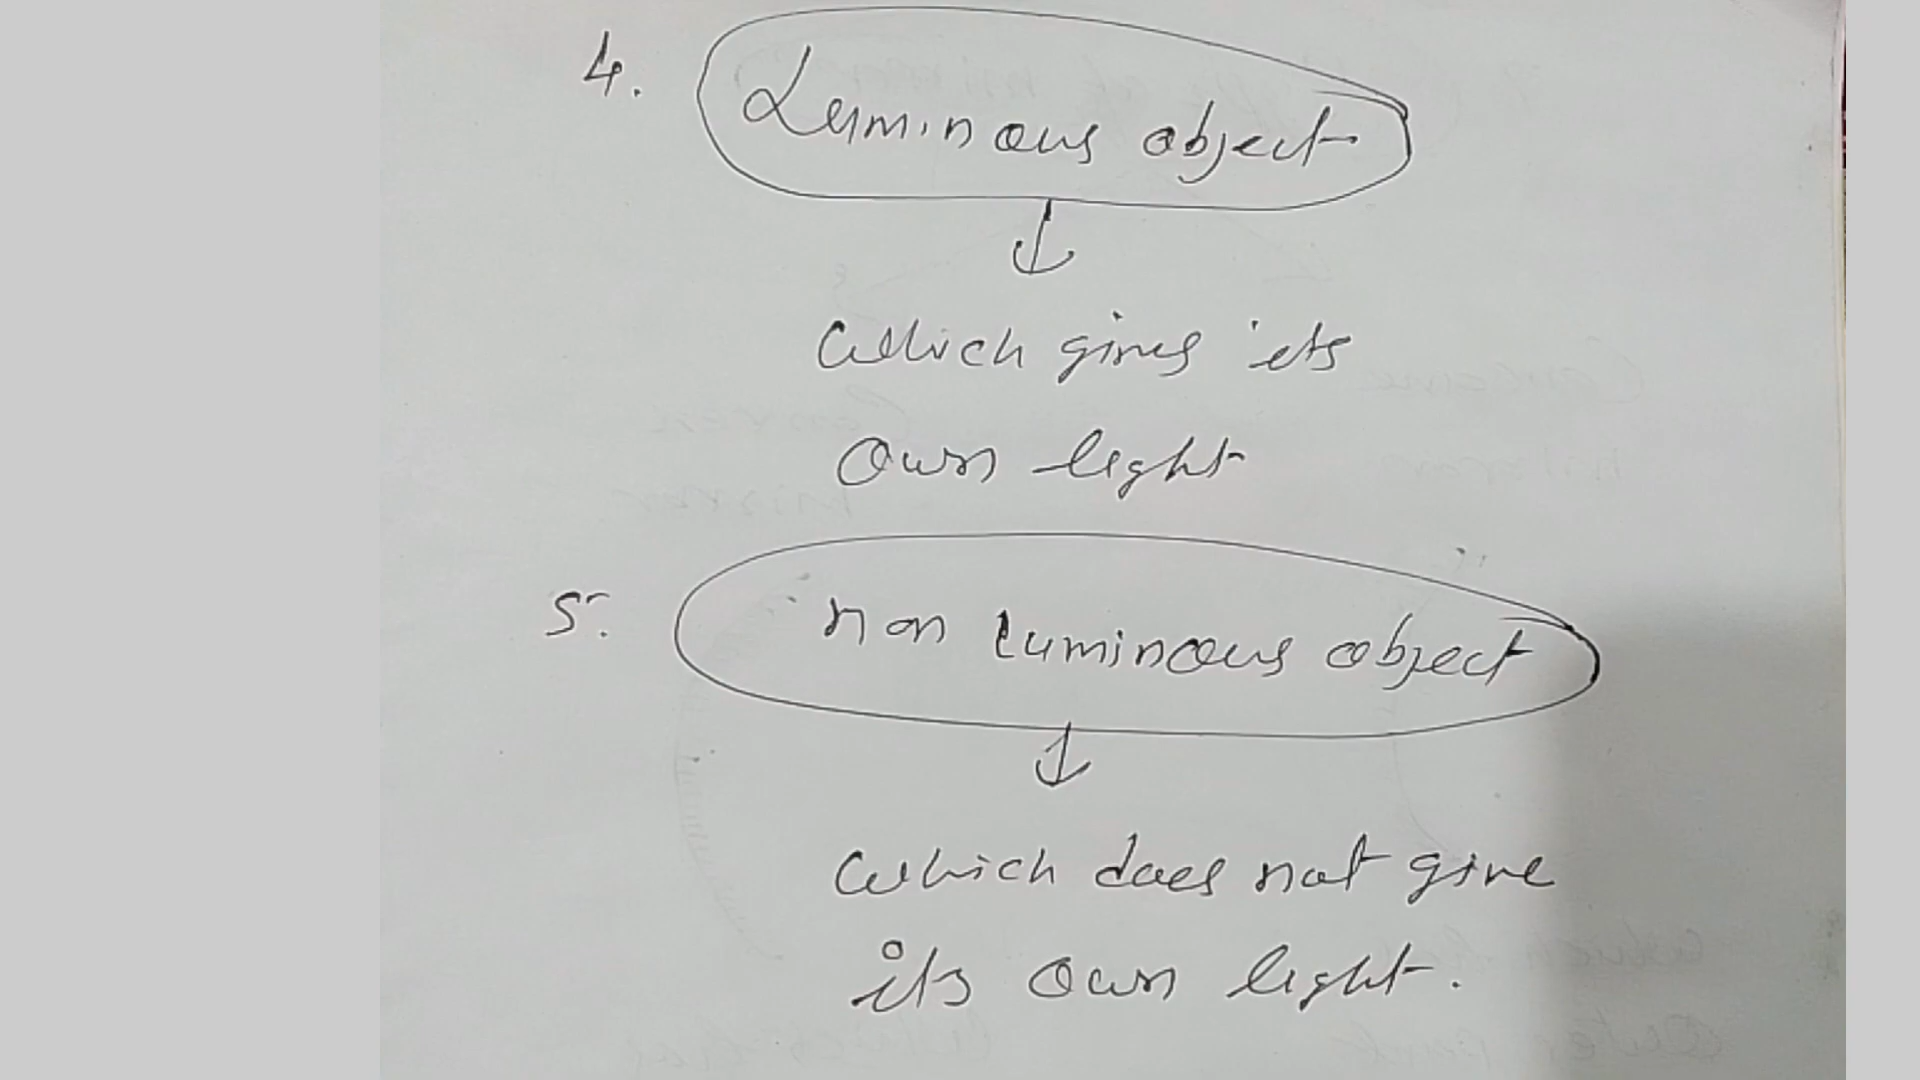 4. Luminous object
which gives its
own light
5. non luminous object
which does not give
its own light.